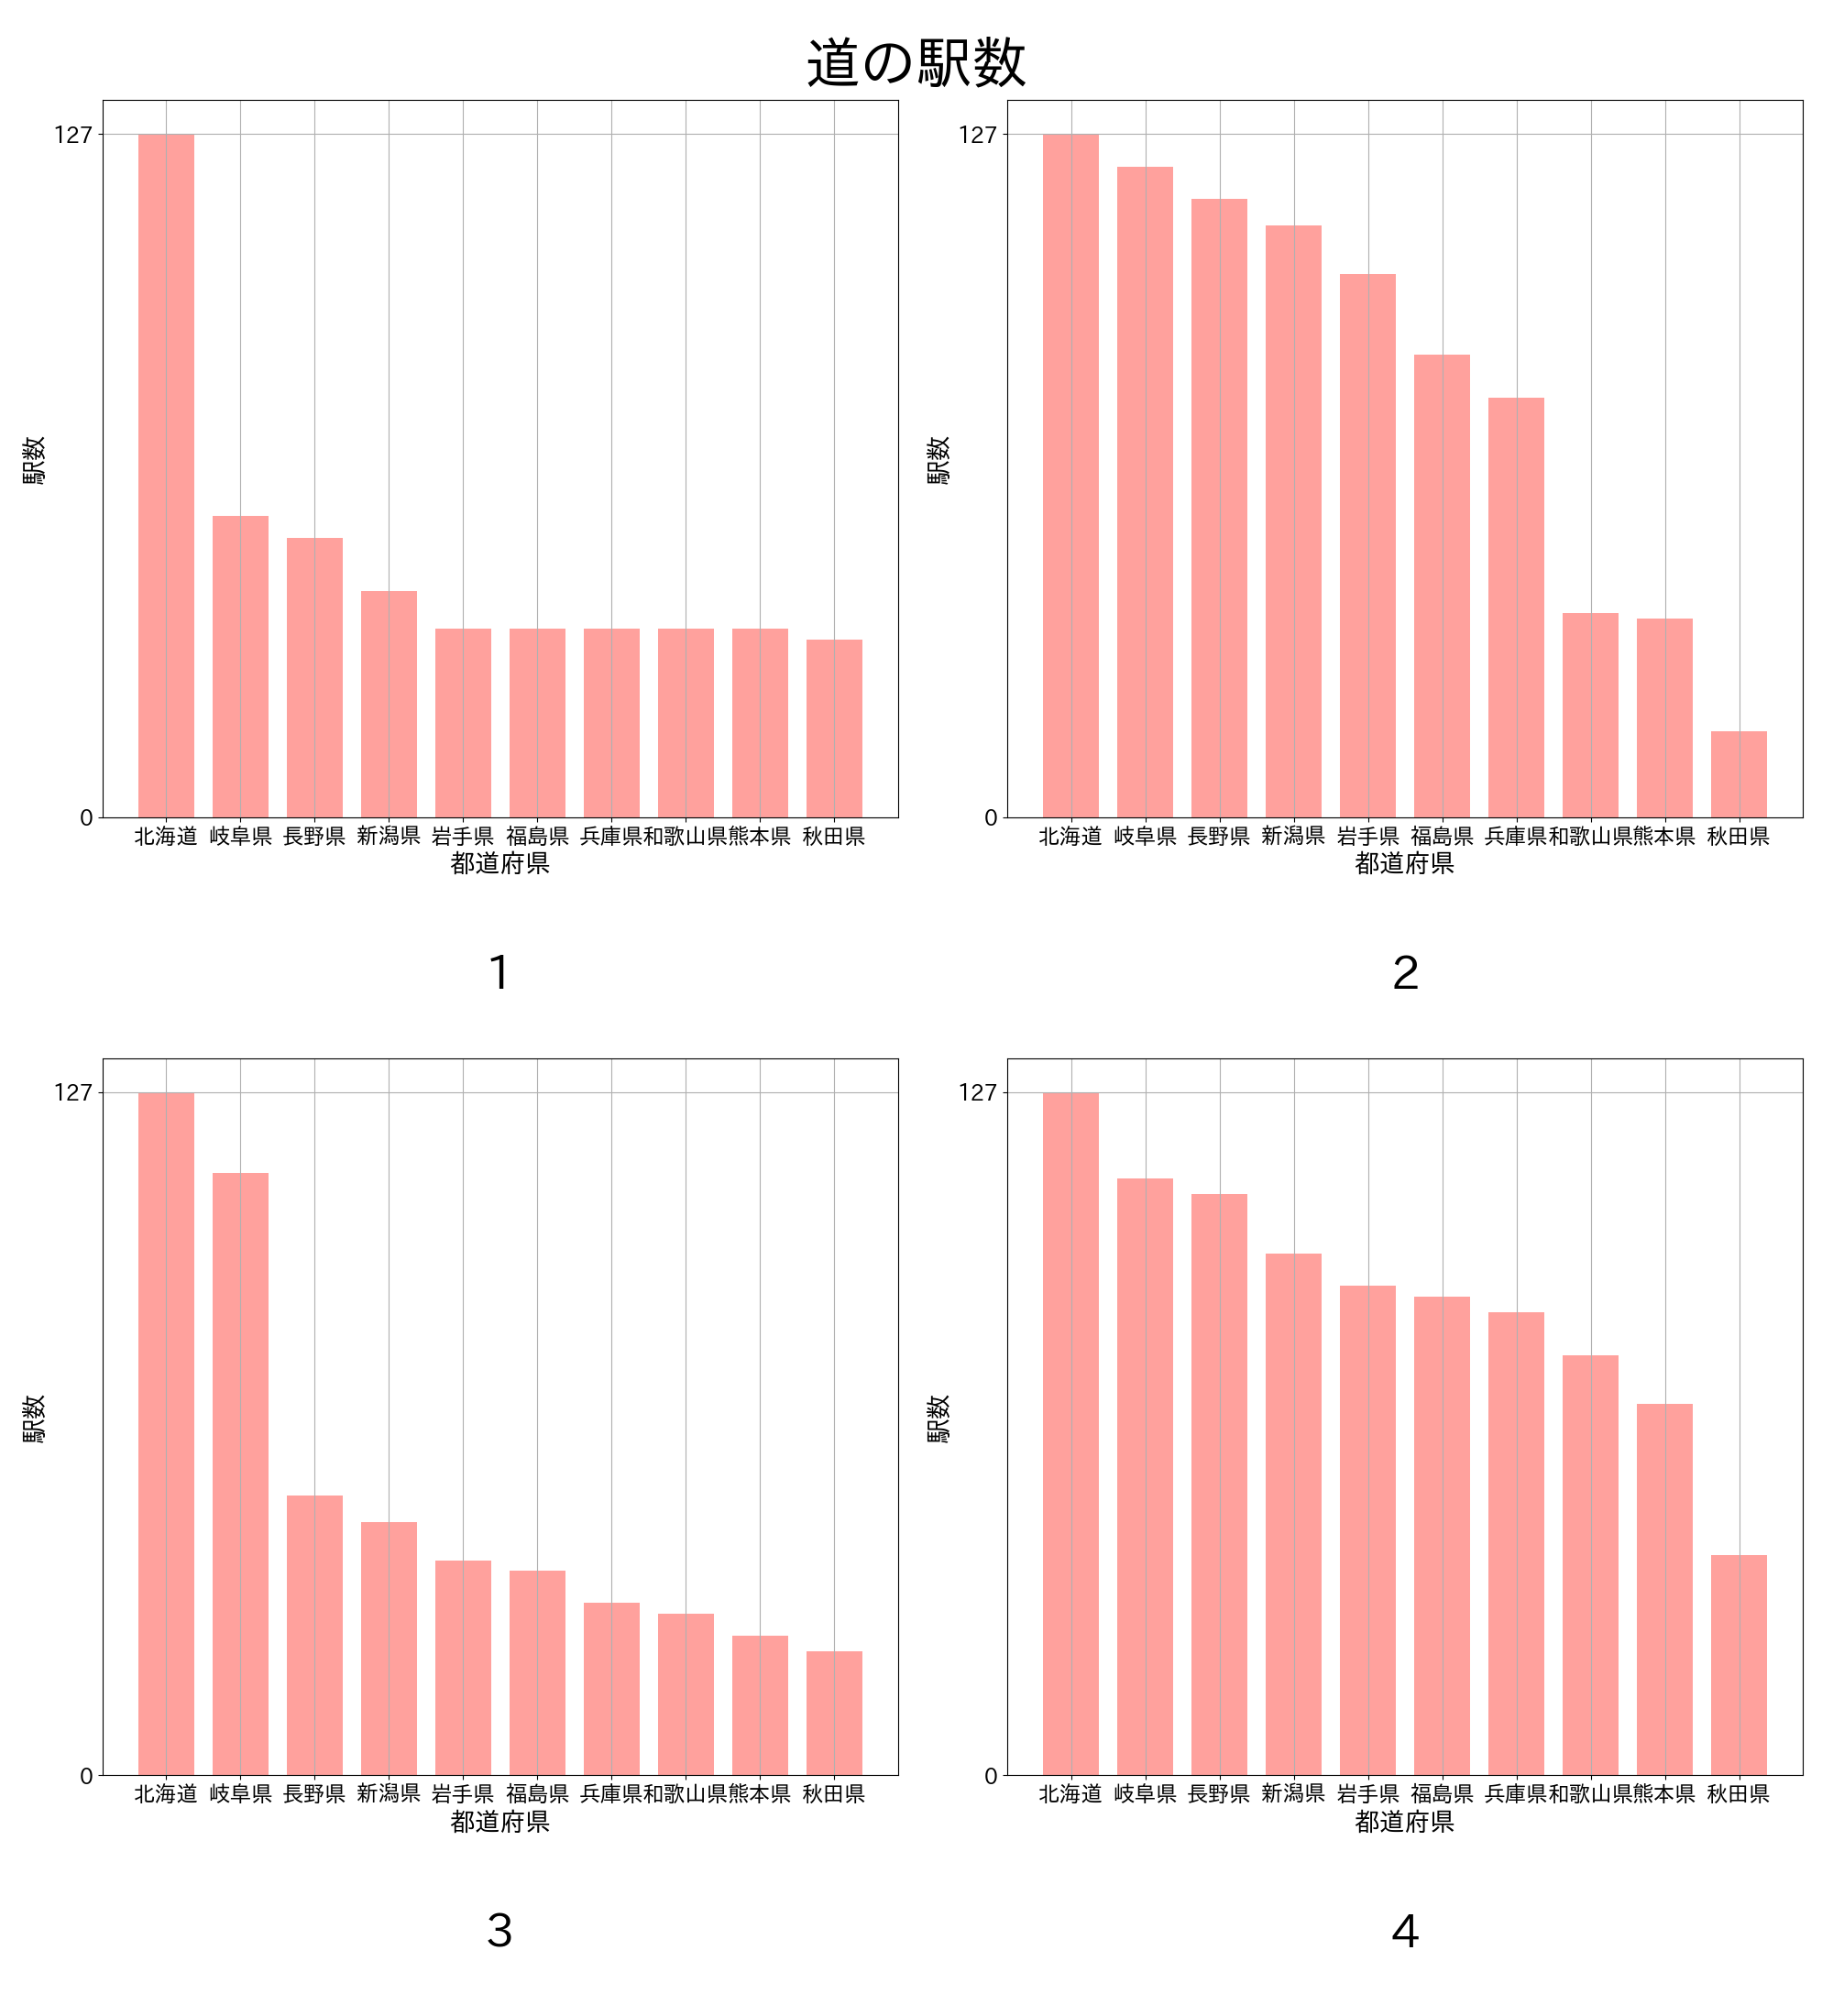 道の駅数
127
0
駅数
北海道 岐阜県 長野県 新潟県 岩手県 福島県 兵庫県 和歌山県 熊本県 秋田県
都道府県
1
127
0
駅数
北海道 岐阜県 長野県 新潟県 岩手県 福島県 兵庫県 和歌山県 熊本県 秋田県
都道府県
2
127
0
駅数
北海道 岐阜県 長野県 新潟県 岩手県 福島県 兵庫県 和歌山県 熊本県 秋田県
都道府県
3
127
0
駅数
北海道 岐阜県 長野県 新潟県 岩手県 福島県 兵庫県 和歌山県 熊本県 秋田県
都道府県
4